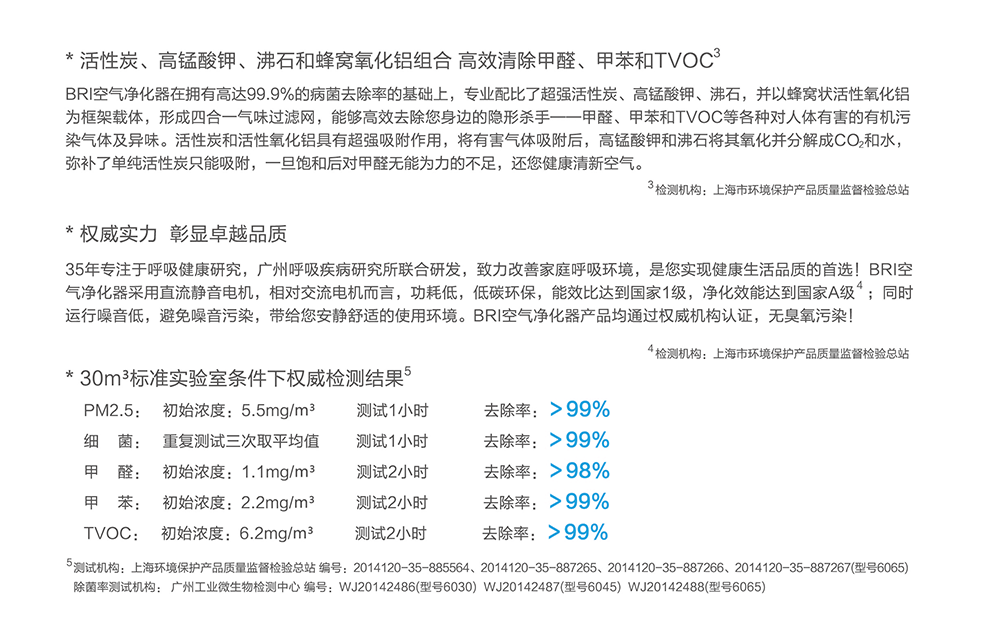 * 活性炭、高锰酸钾、沸石和蜂窝氧化铝组合 高效清除甲醛、甲苯和TVOC³
BRI空气净化器在拥有高达99.9%的病菌去除率的基础上，专业配比了超强活性炭、高锰酸钾、沸石，并以蜂窝状活性氧化铝
为框架载体，形成四合一气味过滤网，能够高效去除您身边的隐形杀手——甲醛、甲苯和TVOC等各种对人体有害的有机污
染气体及异味。活性炭和活性氧化铝具有超强吸附作用，将有害气体吸附后，高锰酸钾和沸石将其氧化并分解成CO₂和水，
弥补了单纯活性炭只能吸附，一旦饱和后对甲醛无能为力的不足，还您健康清新空气。
³检测机构：上海市环境保护产品质量监督检验总站
* 权威实力 彰显卓越品质
35年专注于呼吸健康研究，广州呼吸疾病研究所联合研发，致力改善家庭呼吸环境，是您实现健康生活品质的首选！BRI空
气净化器采用直流静音电机，相对交流电机而言，功耗低，低碳环保，能效比达到国家1级，净化效能达到国家A级⁴；同时
运行噪音低，避免噪音污染，带给您安静舒适的使用环境。BRI空气净化器产品均通过权威机构认证，无臭氧污染！
⁴检测机构：上海市环境保护产品质量监督检验总站
* 30m³标准实验室条件下权威检测结果⁵
PM2.5： 初始浓度：5.5mg/m³ 测试1小时 去除率：>99%
细 菌： 重复测试三次取平均值 测试1小时 去除率：>99%
甲 醛： 初始浓度：1.1mg/m³ 测试2小时 去除率：>98%
甲 苯： 初始浓度：2.2mg/m³ 测试2小时 去除率：>99%
TVOC： 初始浓度：6.2mg/m³ 测试2小时 去除率：>99%
⁵测试机构：上海市环境保护产品质量监督检验总站 编号：2014120-35-885564、2014120-35-887265、2014120-35-887266、2014120-35-887267(型号6065)
除菌率测试机构： 广州工业微生物检测中心 编号：WJ20142486(型号6030) WJ20142487(型号6045) WJ20142488(型号6065)